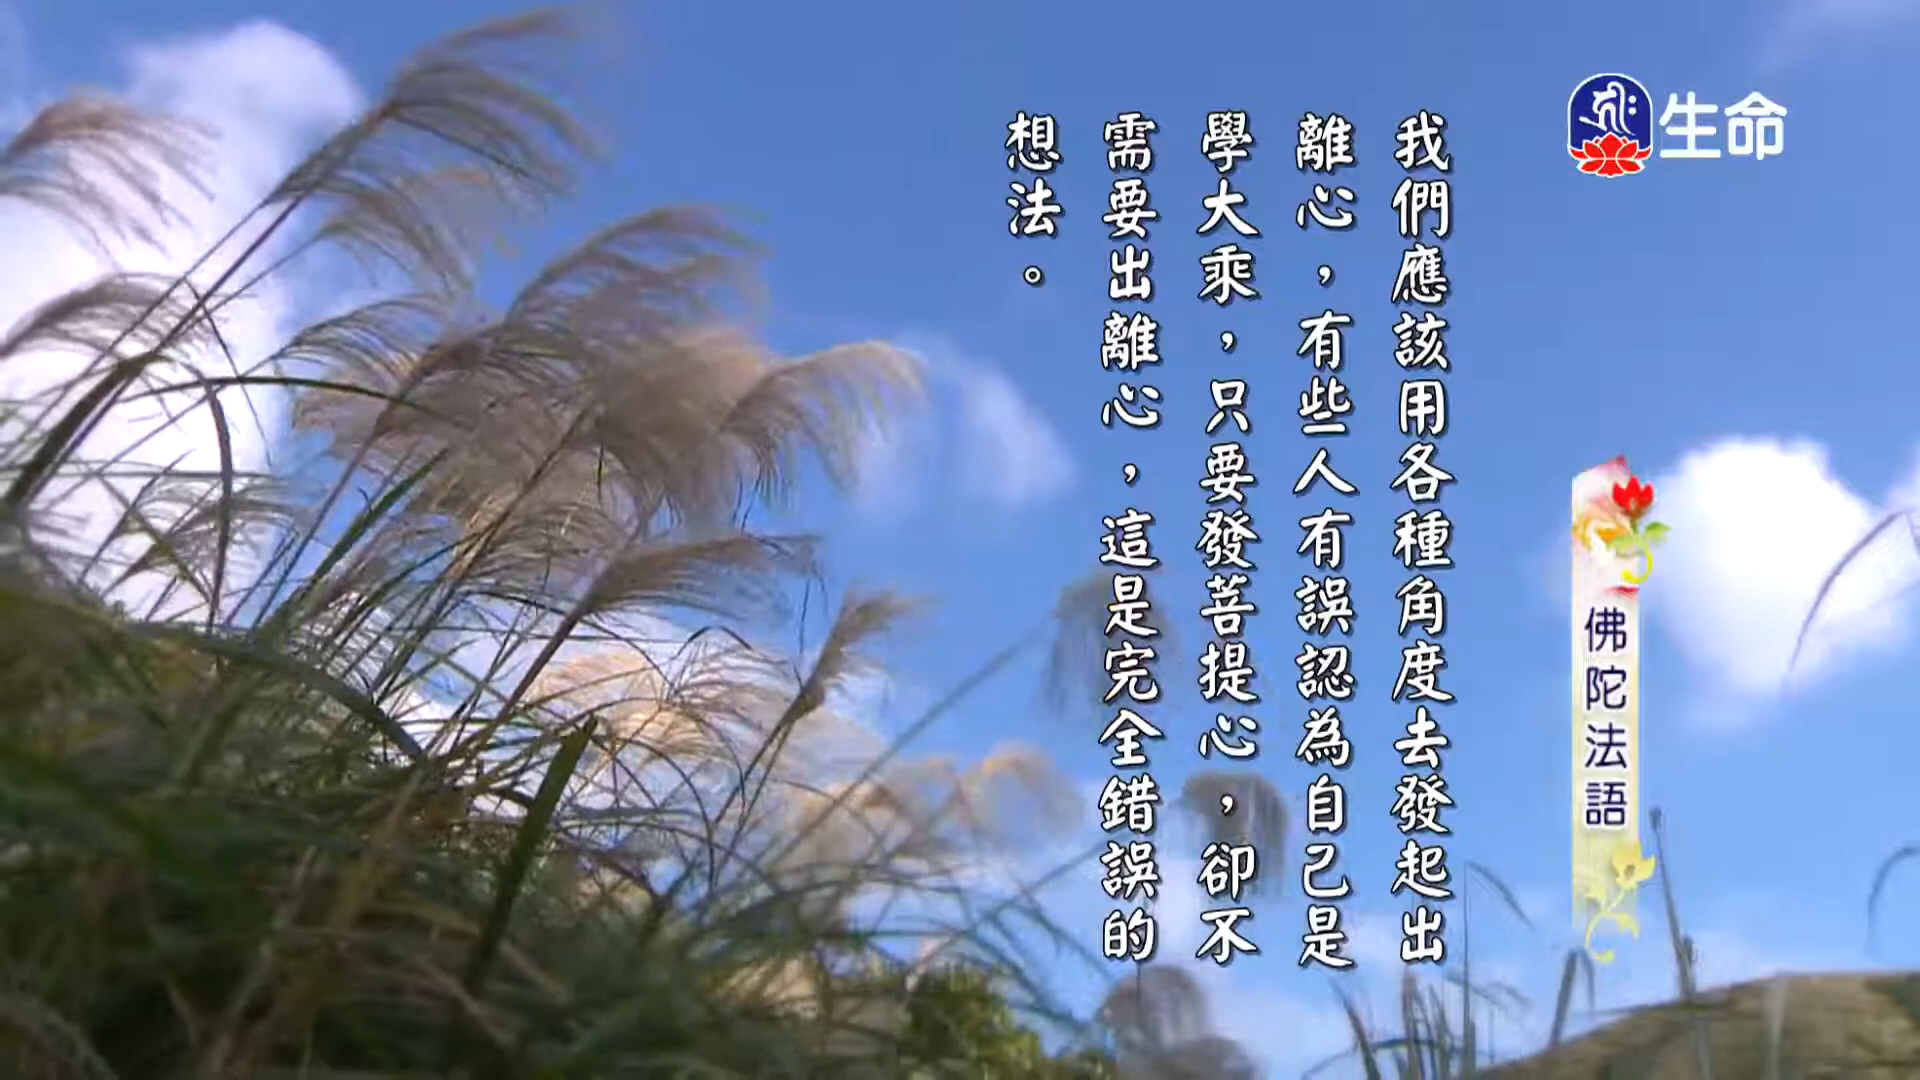 生命
佛陀法語
我們應該用各種角度去發起出
離心，有些人有誤認為自己是
學大乘，只要發菩提心，卻不
需要出離心，這是完全錯誤的
想法。